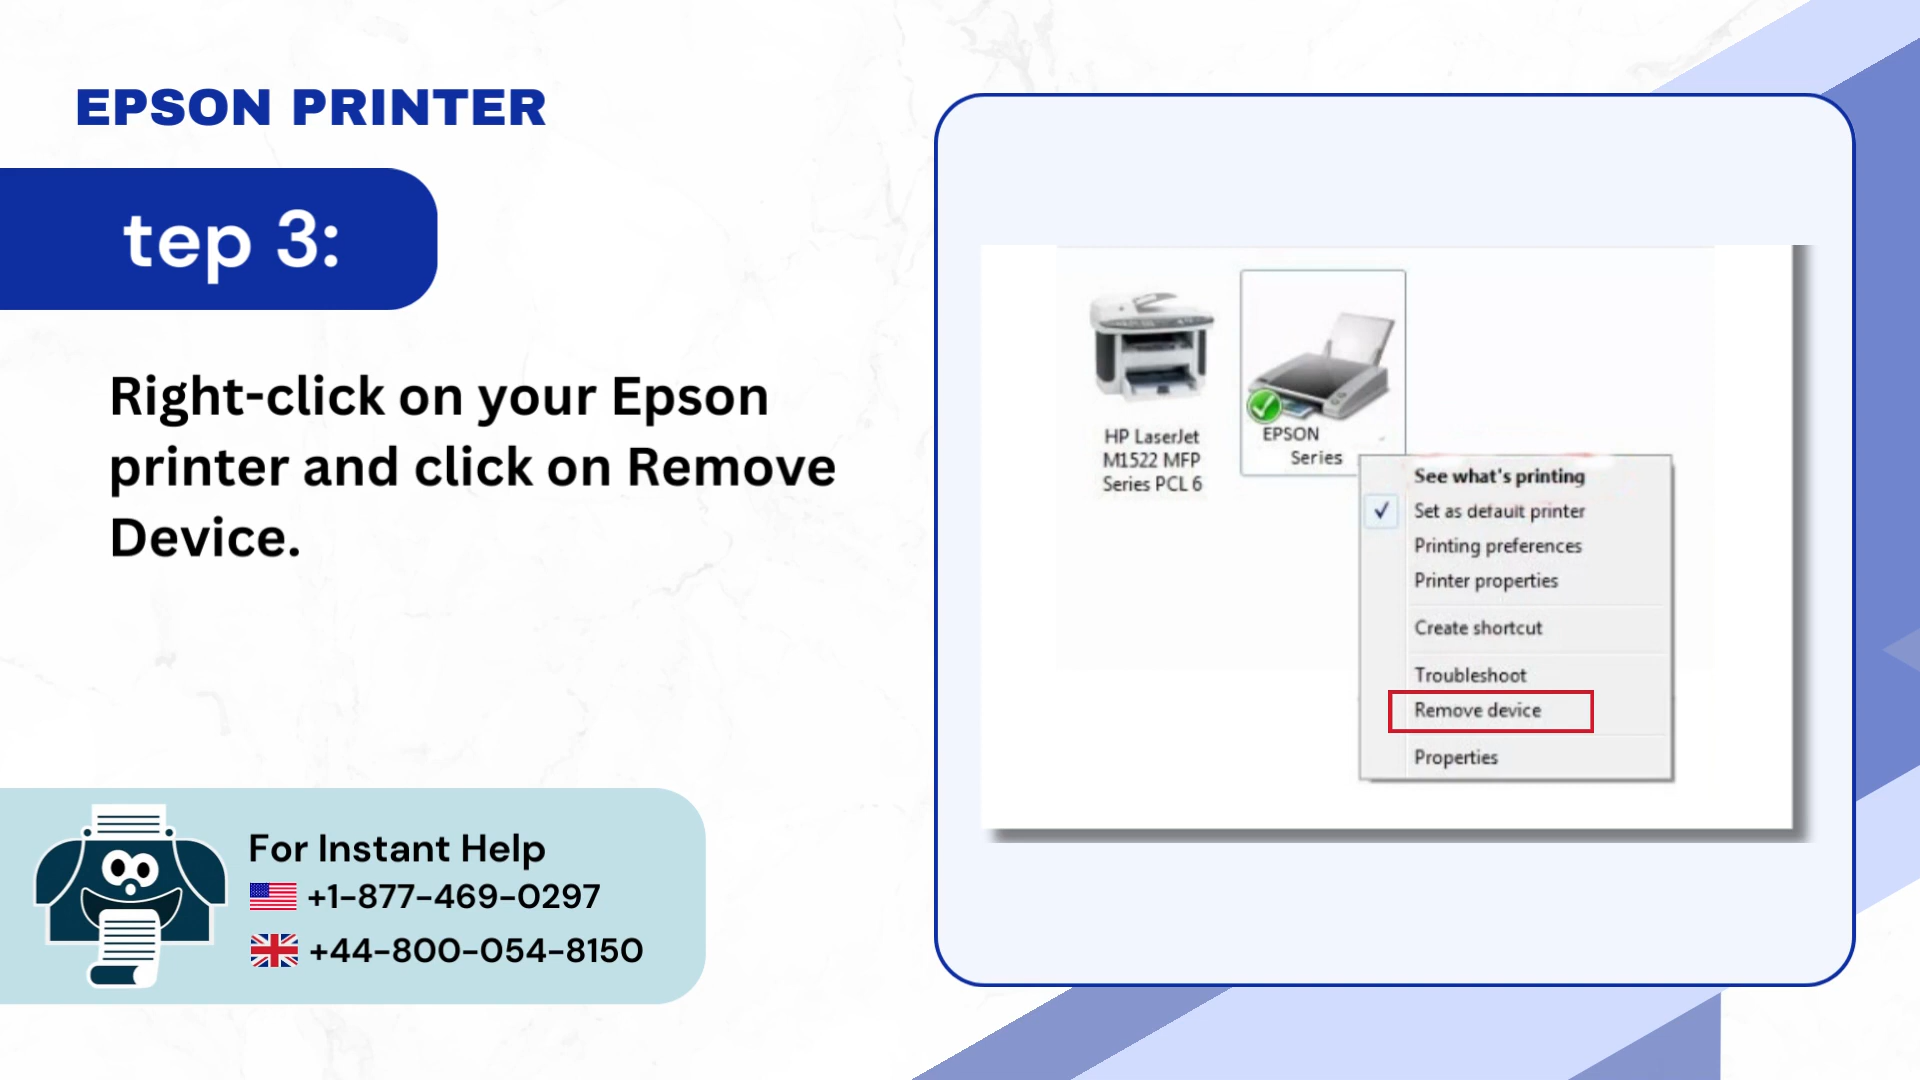 EPSON PRINTER
tep 3:
Right-click on your Epson
printer and click on Remove
Device.
For Instant Help
+1-877-469-0297
+44-800-054-8150
HP LaserJet
M1522 MFP
Series PCL 6
EPSON
Series
See what's printing
Set as default printer
Printing preferences
Printer properties
Create shortcut
Troubleshoot
Remove device
Properties